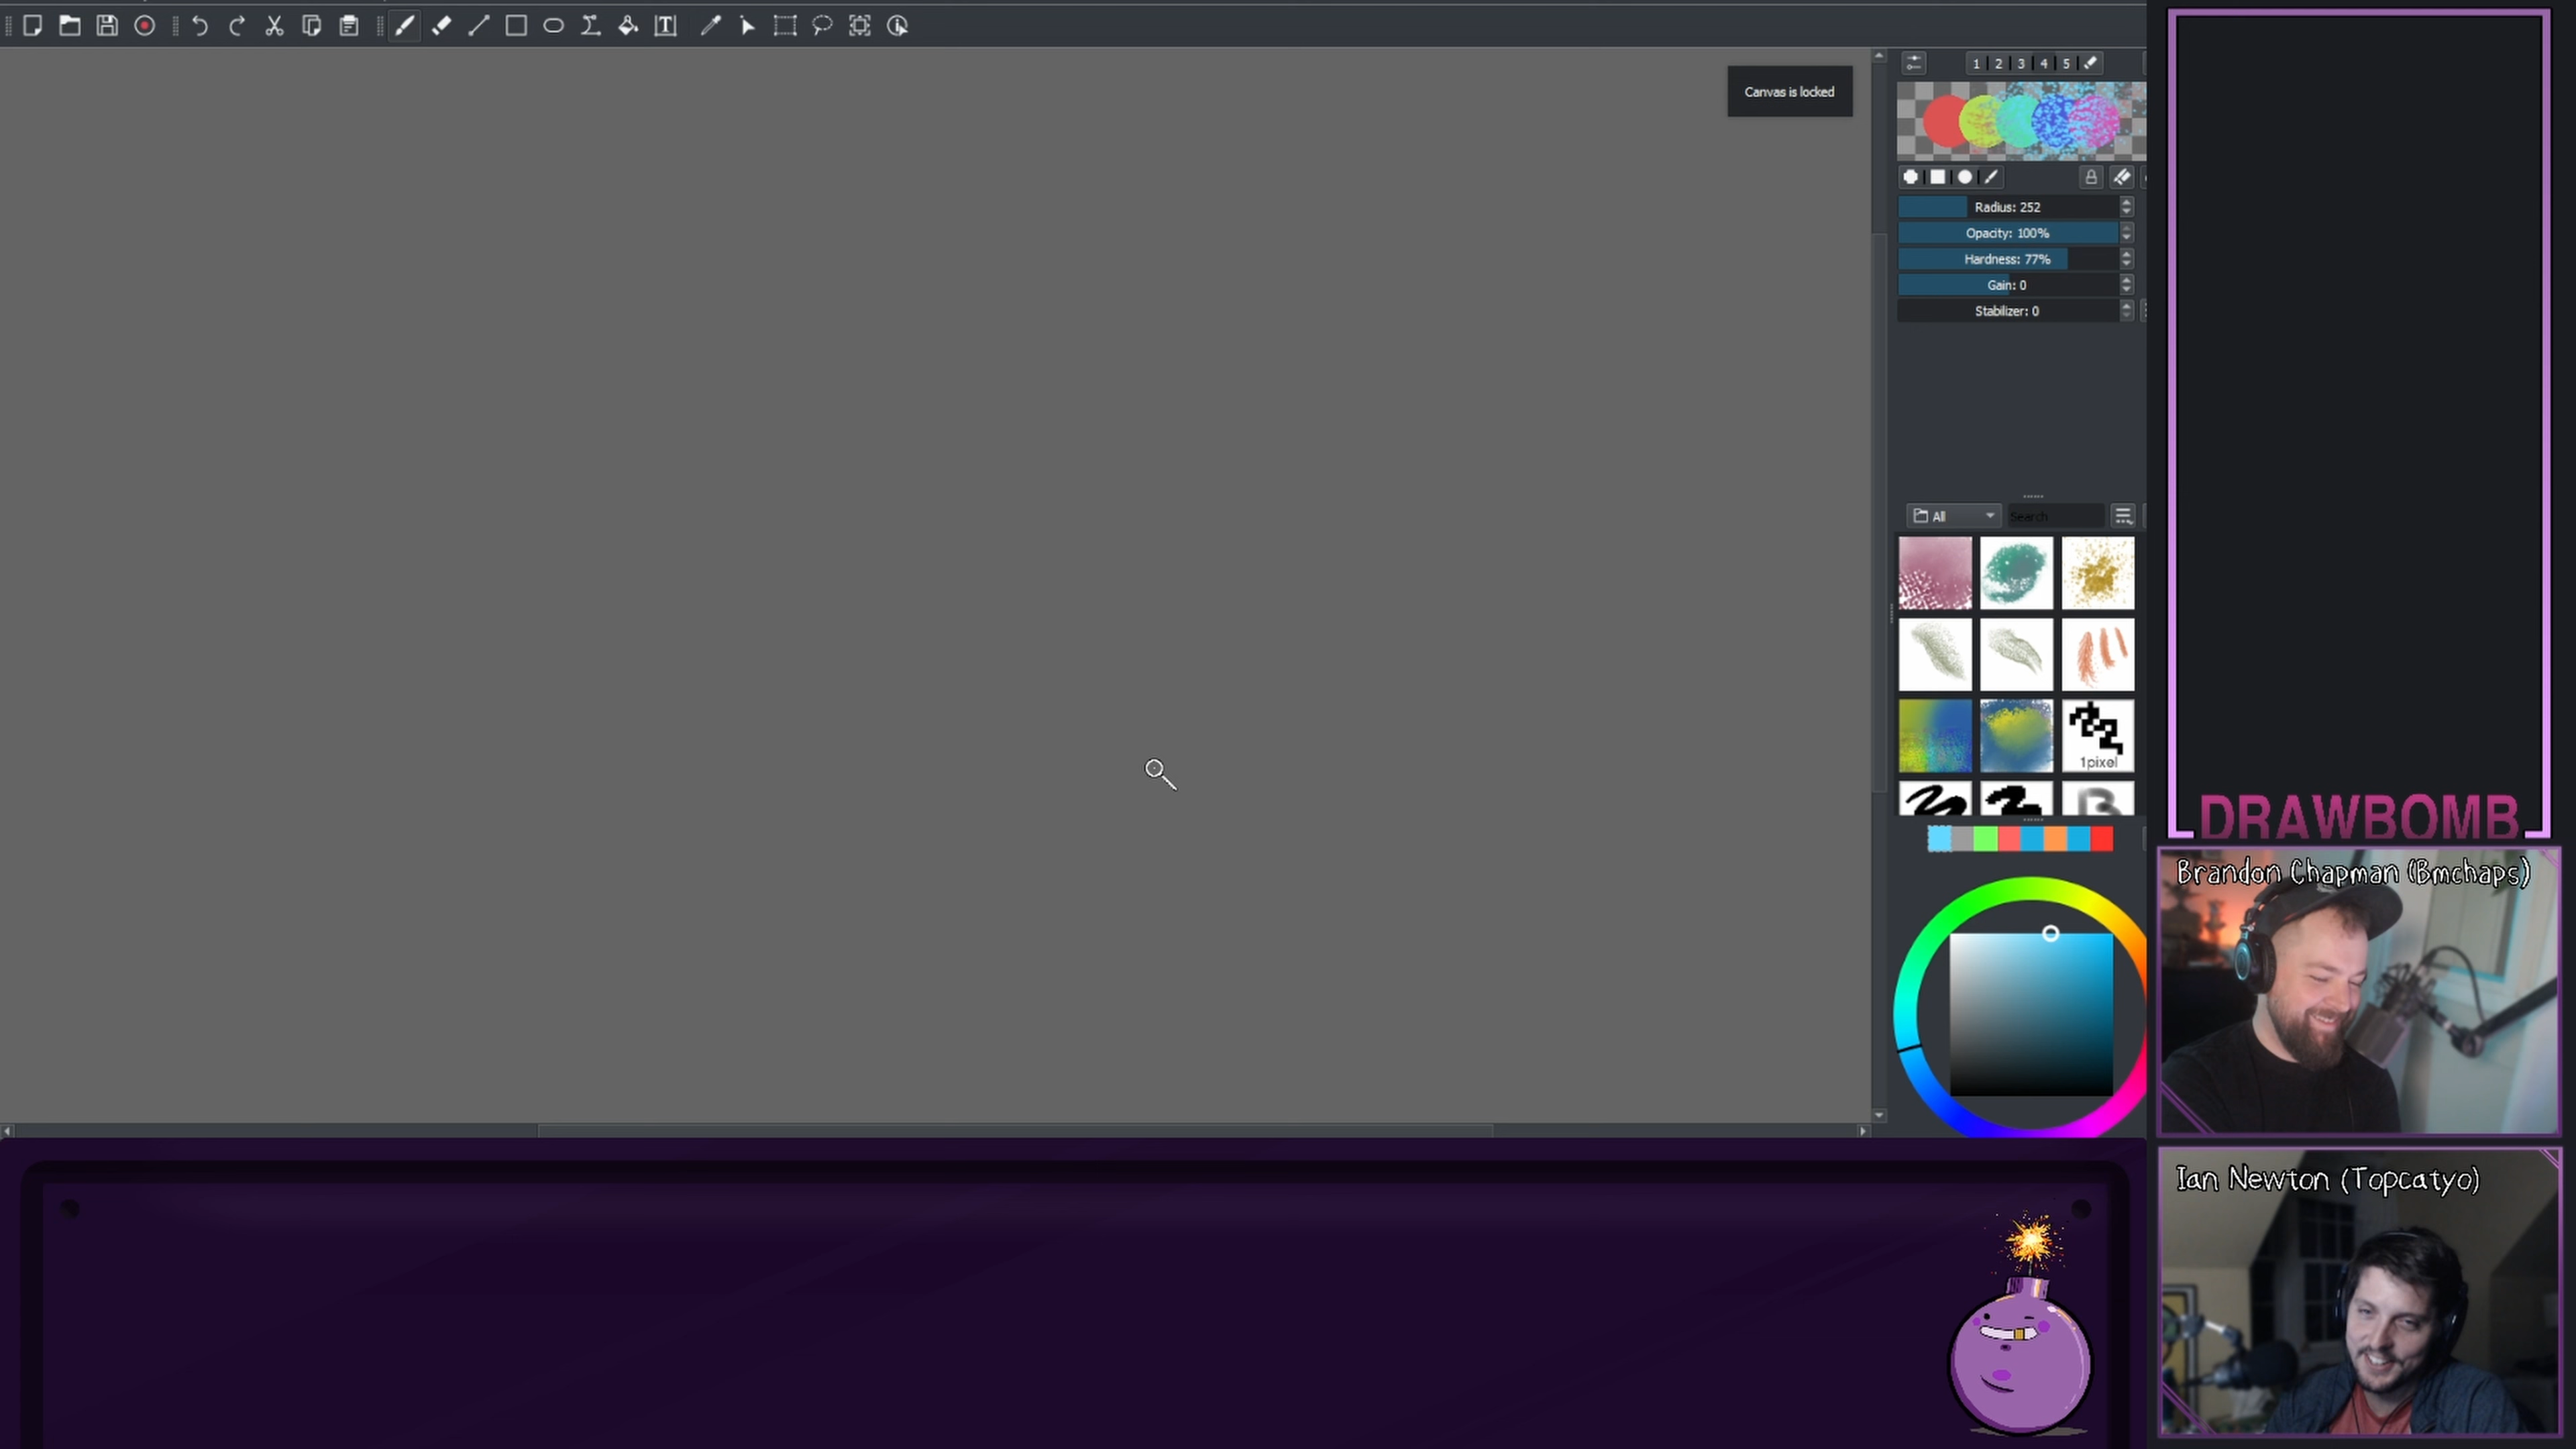 Canvas is locked
1 2 3 4 5
Radius: 252
Opacity: 100%
Hardness: 77%
Gain: 0
Stabilizer: 0
All
Search
1pixel
DRAWBOMB
Brandon Chapman (Bmchaps)
Ian Newton (Topcatyo)